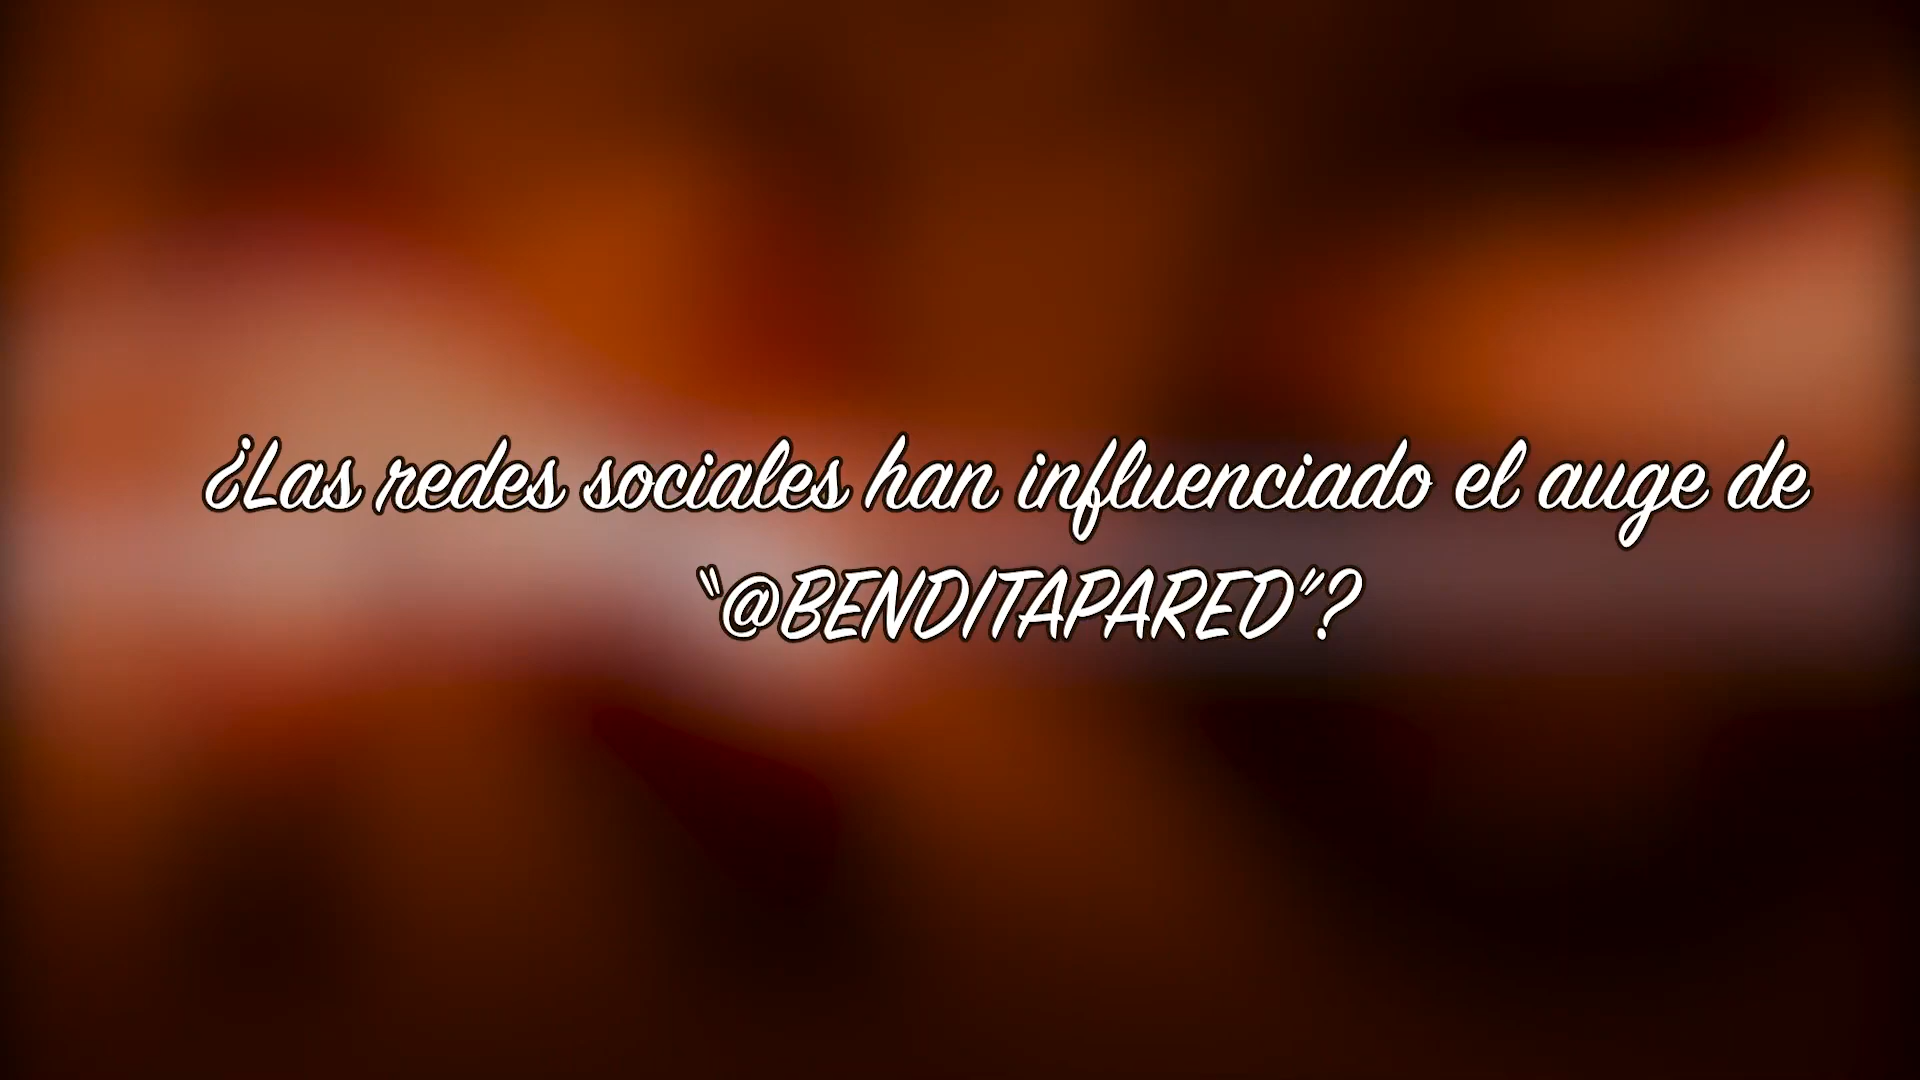 ¿Las redes sociales han influenciado el auge de
“@BENDITAPARED”?